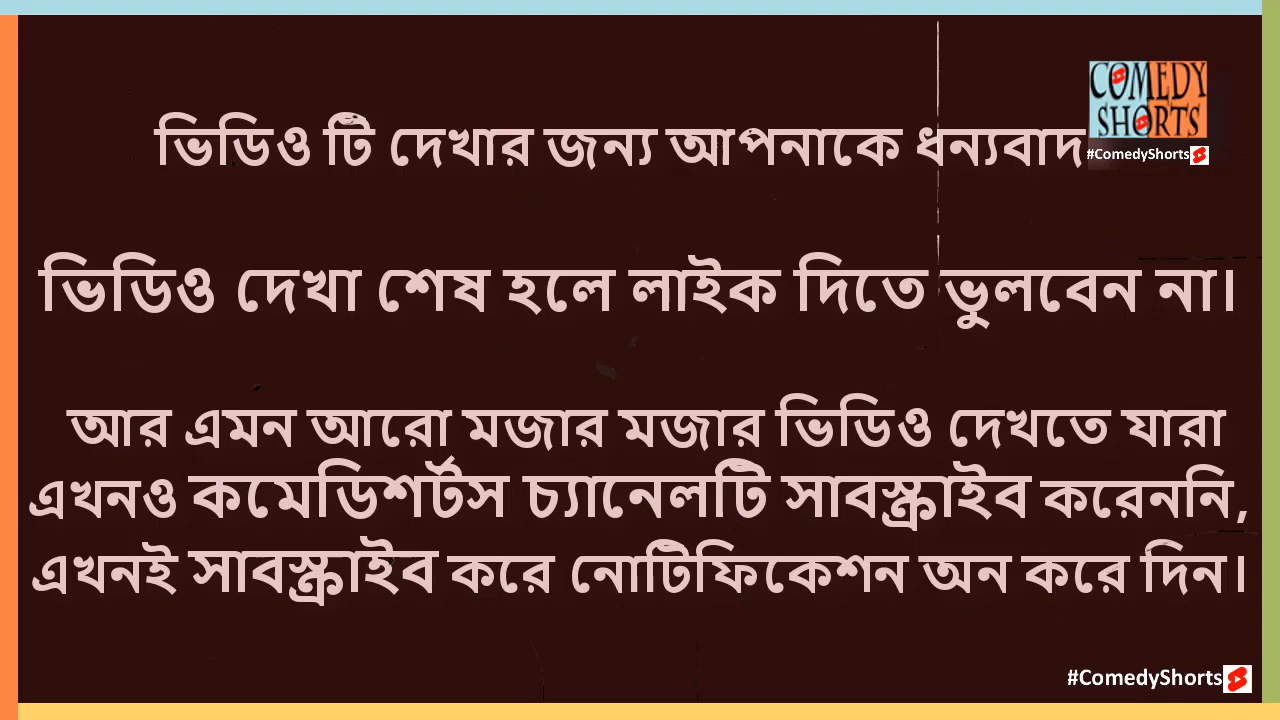 COMEDY
SHORTS
#ComedyShorts
ভিডিও টি দেখার জন্য আপনাকে ধন্যবাদ
ভিডিও দেখা শেষ হলে লাইক দিতে ভুলবেন না।
আর এমন আরো মজার মজার ভিডিও দেখতে যারা
এখনও কমেডিশর্টস চ্যানেলটি সাবস্ক্রাইব করেননি,
এখনই সাবস্ক্রাইব করে নোটিফিকেশন অন করে দিন।
#ComedyShorts